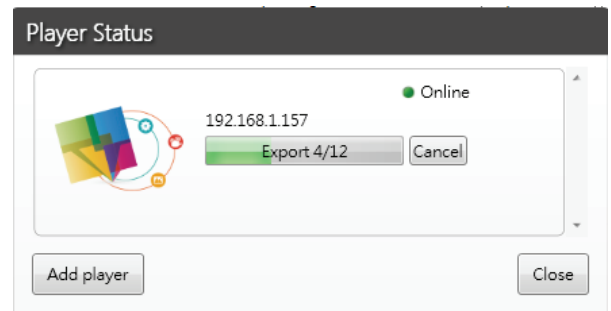 Player Status
Online
192.168.1.157
Export 4/12 Cancel
Add player Close